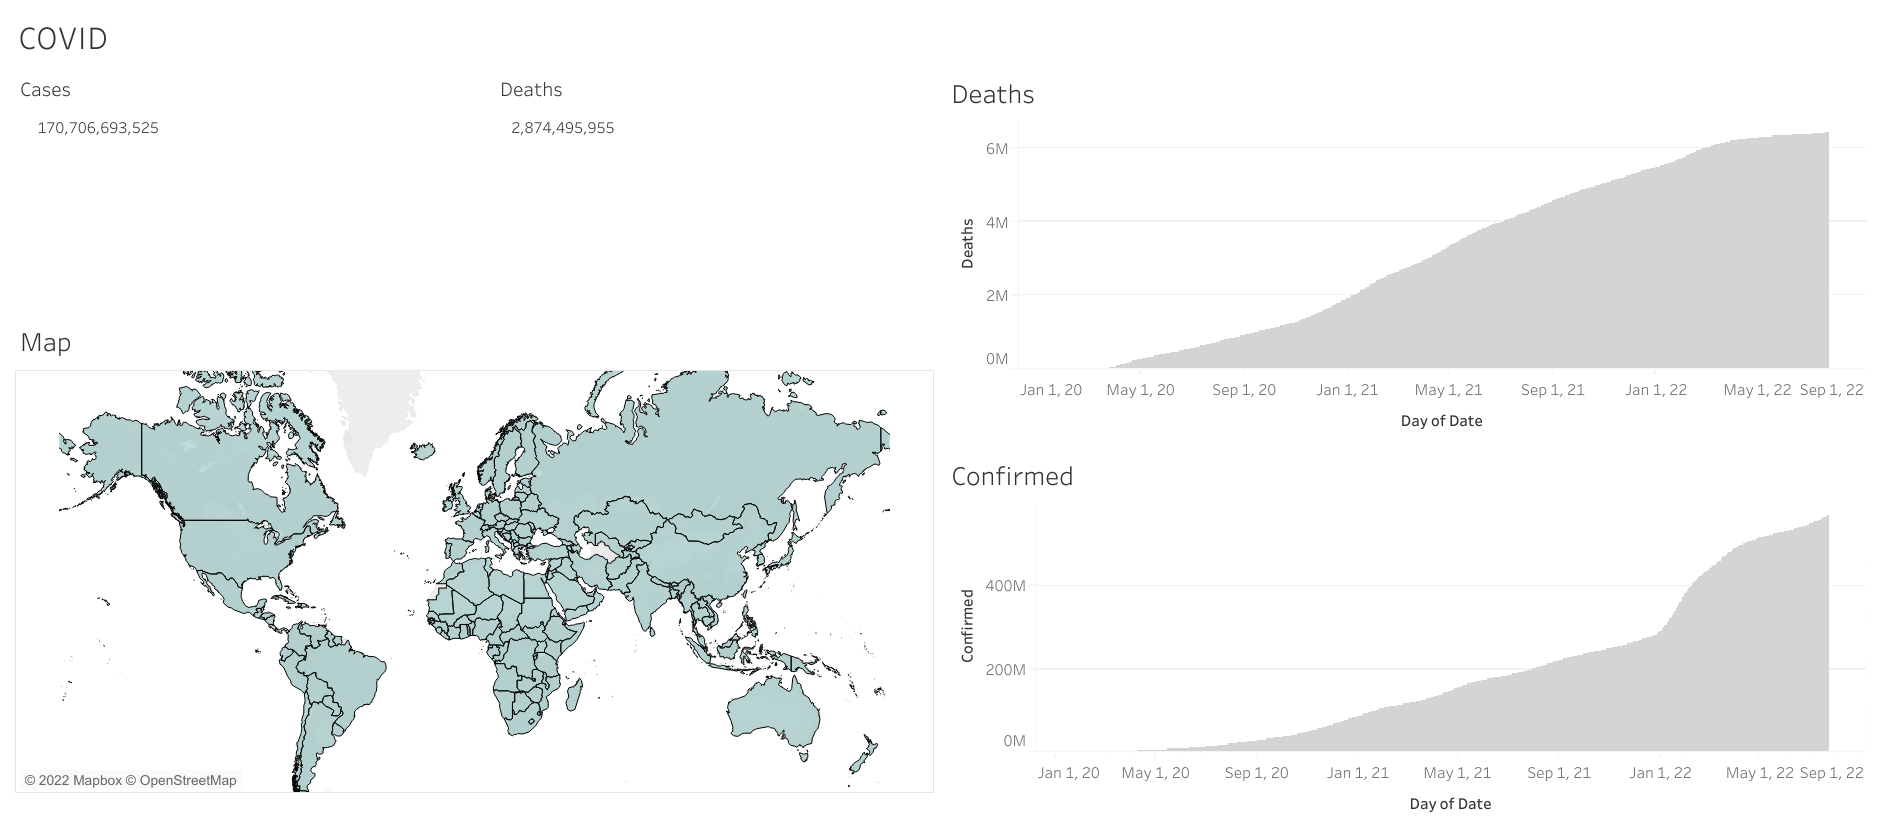 COVID
Cases
170,706,693,525
Deaths
2,874,495,955
Map
© 2022 Mapbox © OpenStreetMap
Deaths
Deaths
6M
4M
2M
0M
Jan 1, 20 May 1, 20 Sep 1, 20 Jan 1, 21 May 1, 21 Sep 1, 21 Jan 1, 22 May 1, 22 Sep 1, 22
Day of Date
Confirmed
Confirmed
400M
200M
0M
Jan 1, 20 May 1, 20 Sep 1, 20 Jan 1, 21 May 1, 21 Sep 1, 21 Jan 1, 22 May 1, 22 Sep 1, 22
Day of Date